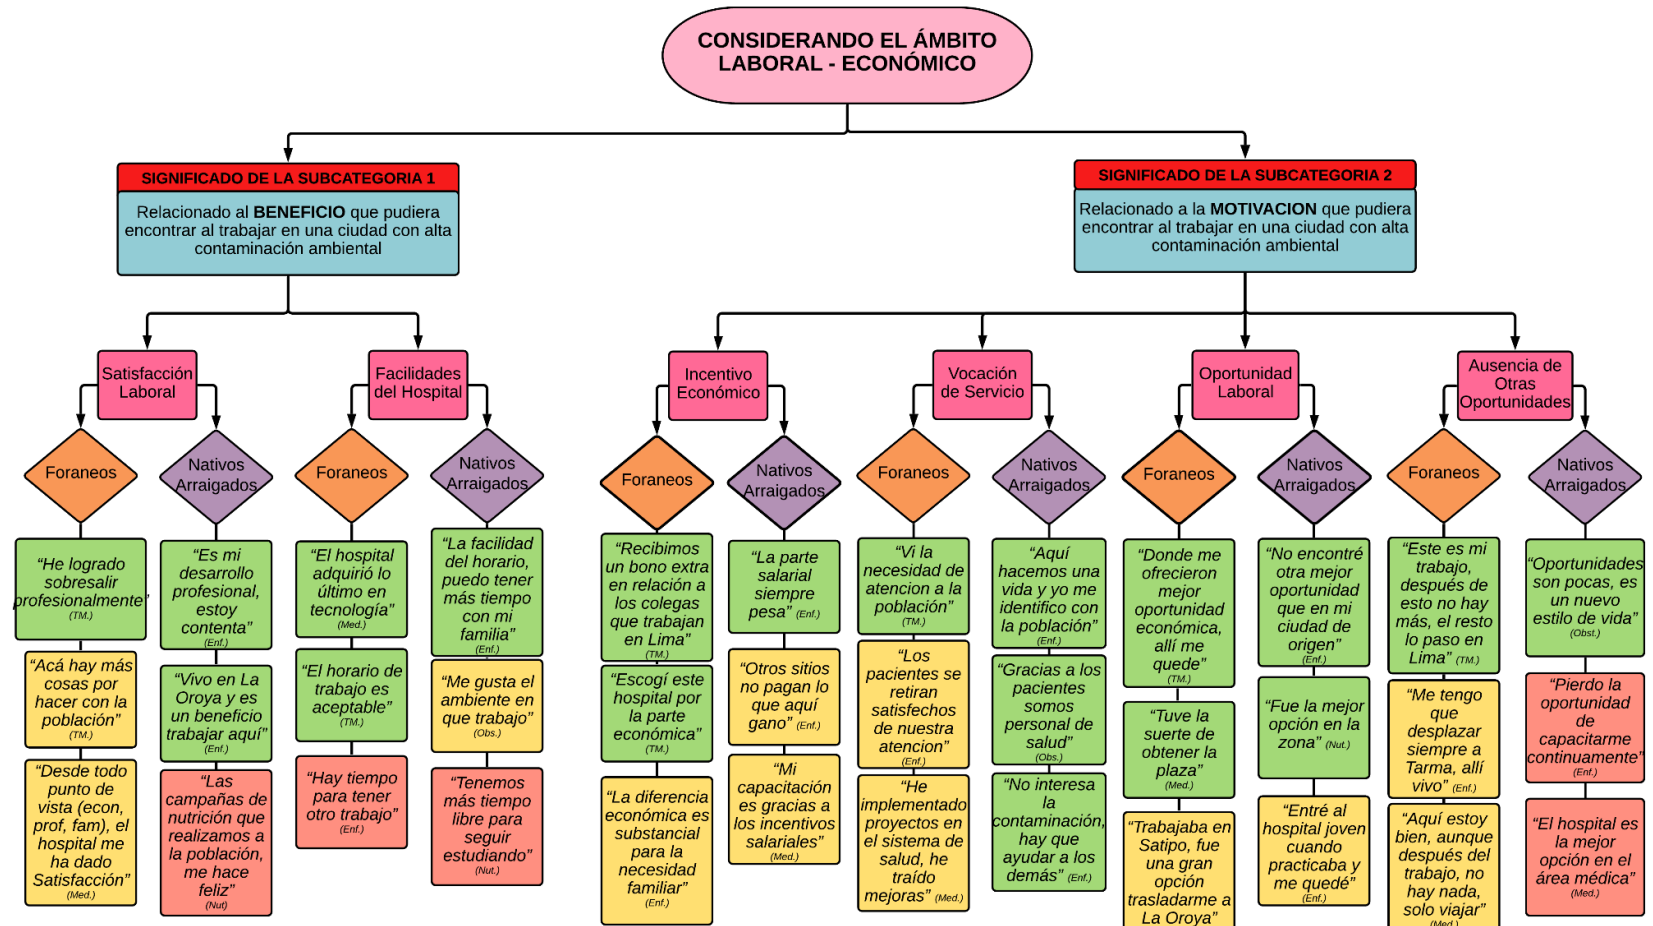 CONSIDERANDO EL ÁMBITO
LABORAL - ECONÓMICO
SIGNIFICADO DE LA SUBCATEGORIA 1
Relacionado al BENEFICIO que pudiera
encontrar al trabajar en una ciudad con alta
contaminación ambiental
SIGNIFICADO DE LA SUBCATEGORIA 2
Relacionado a la MOTIVACION que pudiera
encontrar al trabajar en una ciudad con alta
contaminación ambiental
Satisfacción
Laboral
Foraneos
“He logrado
sobresalir
profesionalmente”
(TM.)
“Acá hay más
cosas por
hacer con la
población”
(TM.)
“Desde todo
punto de
vista (econ,
prof, fam), el
hospital me
ha dado
Satisfacción”
(Med.)
Nativos
Arraigados
“Es mi
desarrollo
profesional,
estoy
contenta”
(Enf.)
“Vivo en La
Oroya y es
un beneficio
trabajar aquí”
(Enf.)
“Las
campañas de
nutrición que
realizamos a
la población,
me hace
feliz”
(Nut)
Facilidades
del Hospital
Foraneos
“El hospital
adquirió lo
último en
tecnología”
(Med.)
“El horario de
trabajo es
aceptable”
(TM.)
“Hay tiempo
para tener
otro trabajo”
(Enf.)
Nativos
Arraigados
“La facilidad
del horario,
puedo tener
más tiempo
con mi
familia”
(Enf.)
“Me gusta el
ambiente en
que trabajo”
(Obs.)
“Tenemos
más tiempo
libre para
seguir
estudiando”
(Nut.)
Incentivo
Económico
Foraneos
“Recibimos
un bono extra
en relación a
los colegas
que trabajan
en Lima”
(TM.)
“Escogí este
hospital por
la parte
económica”
(TM.)
“La diferencia
económica es
substancial
para la
necesidad
familiar”
(Enf.)
Nativos
Arraigados
“La parte
salarial
siempre
pesa” (Enf.)
“Otros sitios
no pagan lo
que aquí
gano” (Enf.)
“Mi
capacitación
es gracias a
los incentivos
salariales”
(Med.)
Vocación
de Servicio
Foraneos
“Vi la
necesidad de
atencion a la
población”
(TM.)
“Los
pacientes se
retiran
satisfechos
de nuestra
atencion”
(Enf.)
“He
implementado
proyectos en
el sistema de
salud, he
traído
mejoras” (Med.)
Nativos
Arraigados
“Aquí
hacemos una
vida y yo me
identifico con
la población”
(Enf.)
“Gracias a los
pacientes
somos
personal de
salud”
(Obs.)
“No interesa
la
contaminación,
hay que
ayudar a los
demás” (Enf.)
Oportunidad
Laboral
Foraneos
“Donde me
ofrecieron
mejor
oportunidad
económica,
allí me
quede”
(TM.)
“Tuve la
suerte de
obtener la
plaza”
(Med.)
“Trabajaba en
Satipo, fue
una gran
opción
trasladarme a
La Oroya”
Nativos
Arraigados
“No encontré
otra mejor
oportunidad
que en mi
ciudad de
origen”
(Enf.)
“Fue la mejor
opción en la
zona” (Nut.)
“Entré al
hospital joven
cuando
practicaba y
me quedé”
(Enf.)
Ausencia de
Otras
Oportunidades
Foraneos
“Este es mi
trabajo,
después de
esto no hay
más, el resto
lo paso en
Lima” (TM.)
“Me tengo
que
desplazar
siempre a
Tarma, allí
vivo” (Enf.)
“Aquí estoy
bien, aunque
después del
trabajo, no
hay nada,
solo viajar”
(Med.)
Nativos
Arraigados
“Oportunidades
son pocas, es
un nuevo
estilo de vida”
(Obst.)
“Pierdo la
oportunidad
de
capacitarme
continuamente”
(Enf.)
“El hospital es
la mejor
opción en el
área médica”
(Med.)